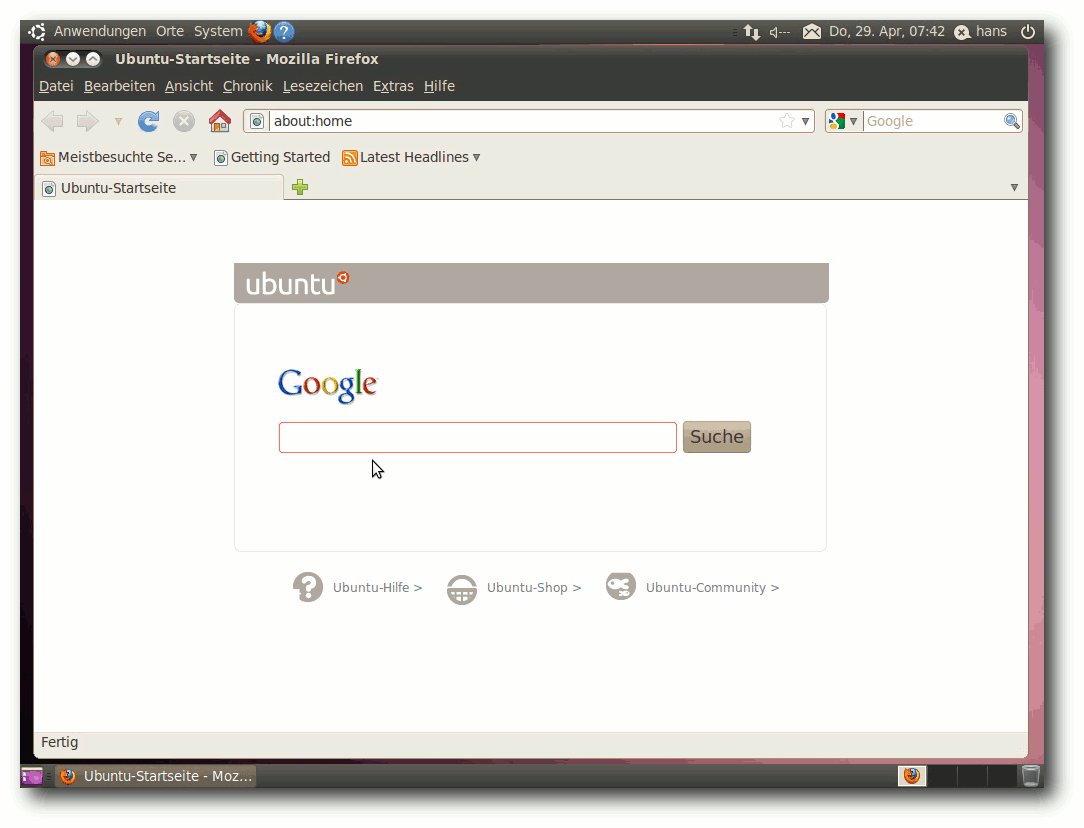 Anwendungen Orte System ? Do, 29. Apr, 07:42 hans
Ubuntu-Startseite - Mozilla Firefox
Datei Bearbeiten Ansicht Chronik Lesezeichen Extras Hilfe
about:home Google
Meistbesuchte Se... Getting Started Latest Headlines
Ubuntu-Startseite
ubuntu
Google
Suche
Ubuntu-Hilfe > Ubuntu-Shop > Ubuntu-Community >
Fertig
Ubuntu-Startseite - Moz...